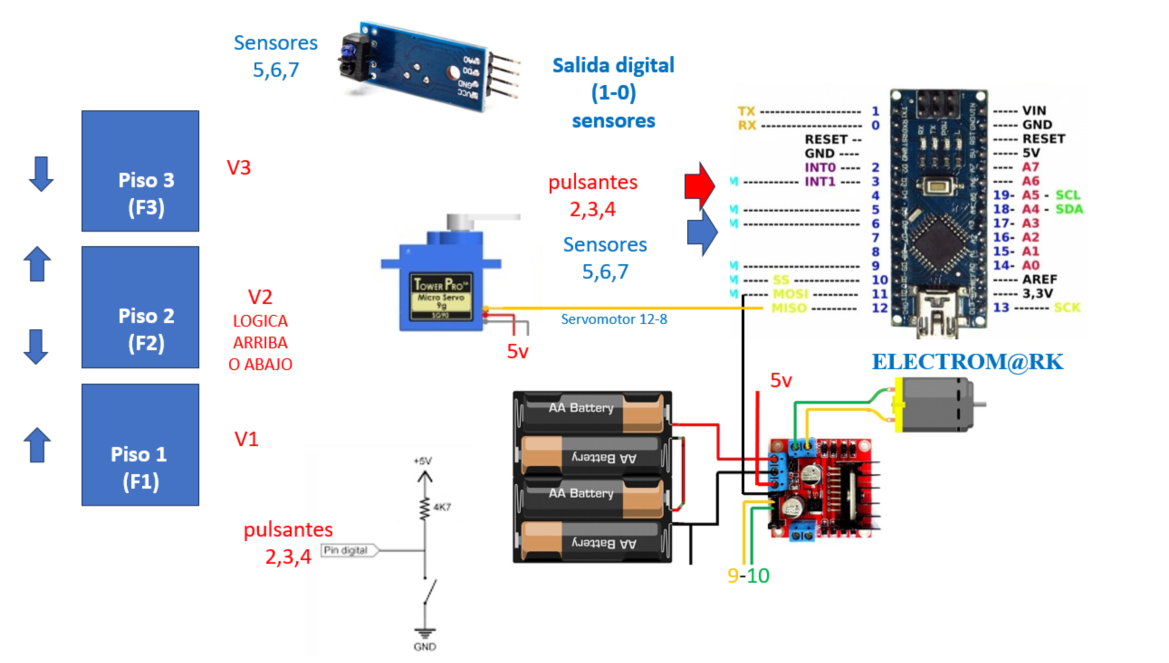 Sensores
5,6,7
Salida digital
(1-0)
sensores
Piso 3
(F3)
V3
Piso 2
(F2)
V2
LOGICA
ARRIBA
O ABAJO
Piso 1
(F1)
V1
pulsantes
2,3,4
Sensores
5,6,7
TOWER PRO™
Micro Servo
9g
SG90
5v
Servomotor 12-8
TX 1
RX 0
RESET
GND
INT0 2
INT1 3
4
5
6
7
8
9
SS 10
MOSI 11
MISO 12
VIN
GND
RESET
5V
A7
A6
19- A5 - SCL
18- A4 - SDA
17- A3
16- A2
15- A1
14- A0
AREF
3,3V
13 SCK
ELECTROM@RK
5v
AA Battery
AA Battery
AA Battery
AA Battery
9-10
+5V
4K7
pulsantes
2,3,4
Pin digital
GND